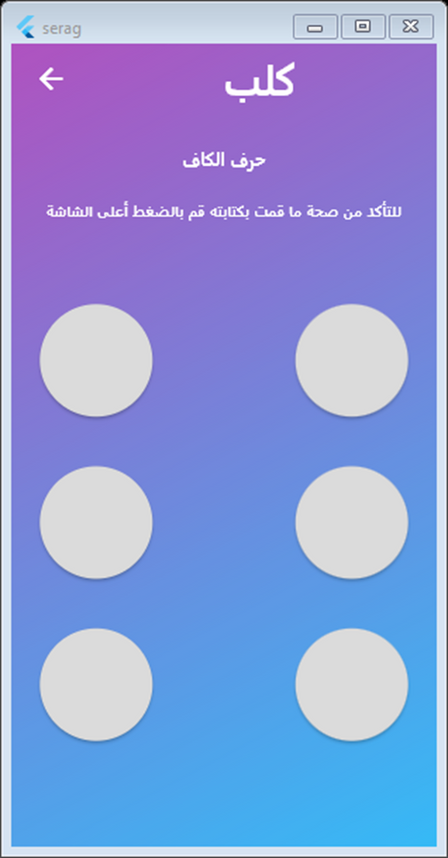 serag
كلب
حرف الكاف
للتأكد من صحة ما قمت بكتابته قم بالضغط أعلى الشاشة